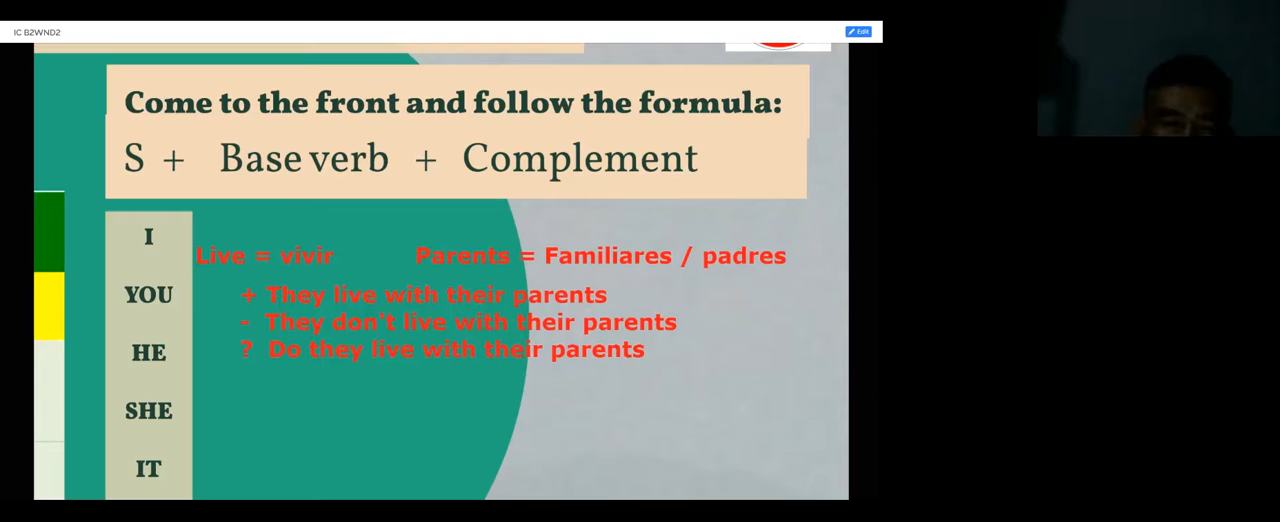 IC B2WND2
Edit
Come to the front and follow the formula:
S + Base verb + Complement
I
Live = vivir Parents = Familiares / padres
YOU
+ They live with their parents
- They don't live with their parents
? Do they live with their parents
HE
SHE
IT